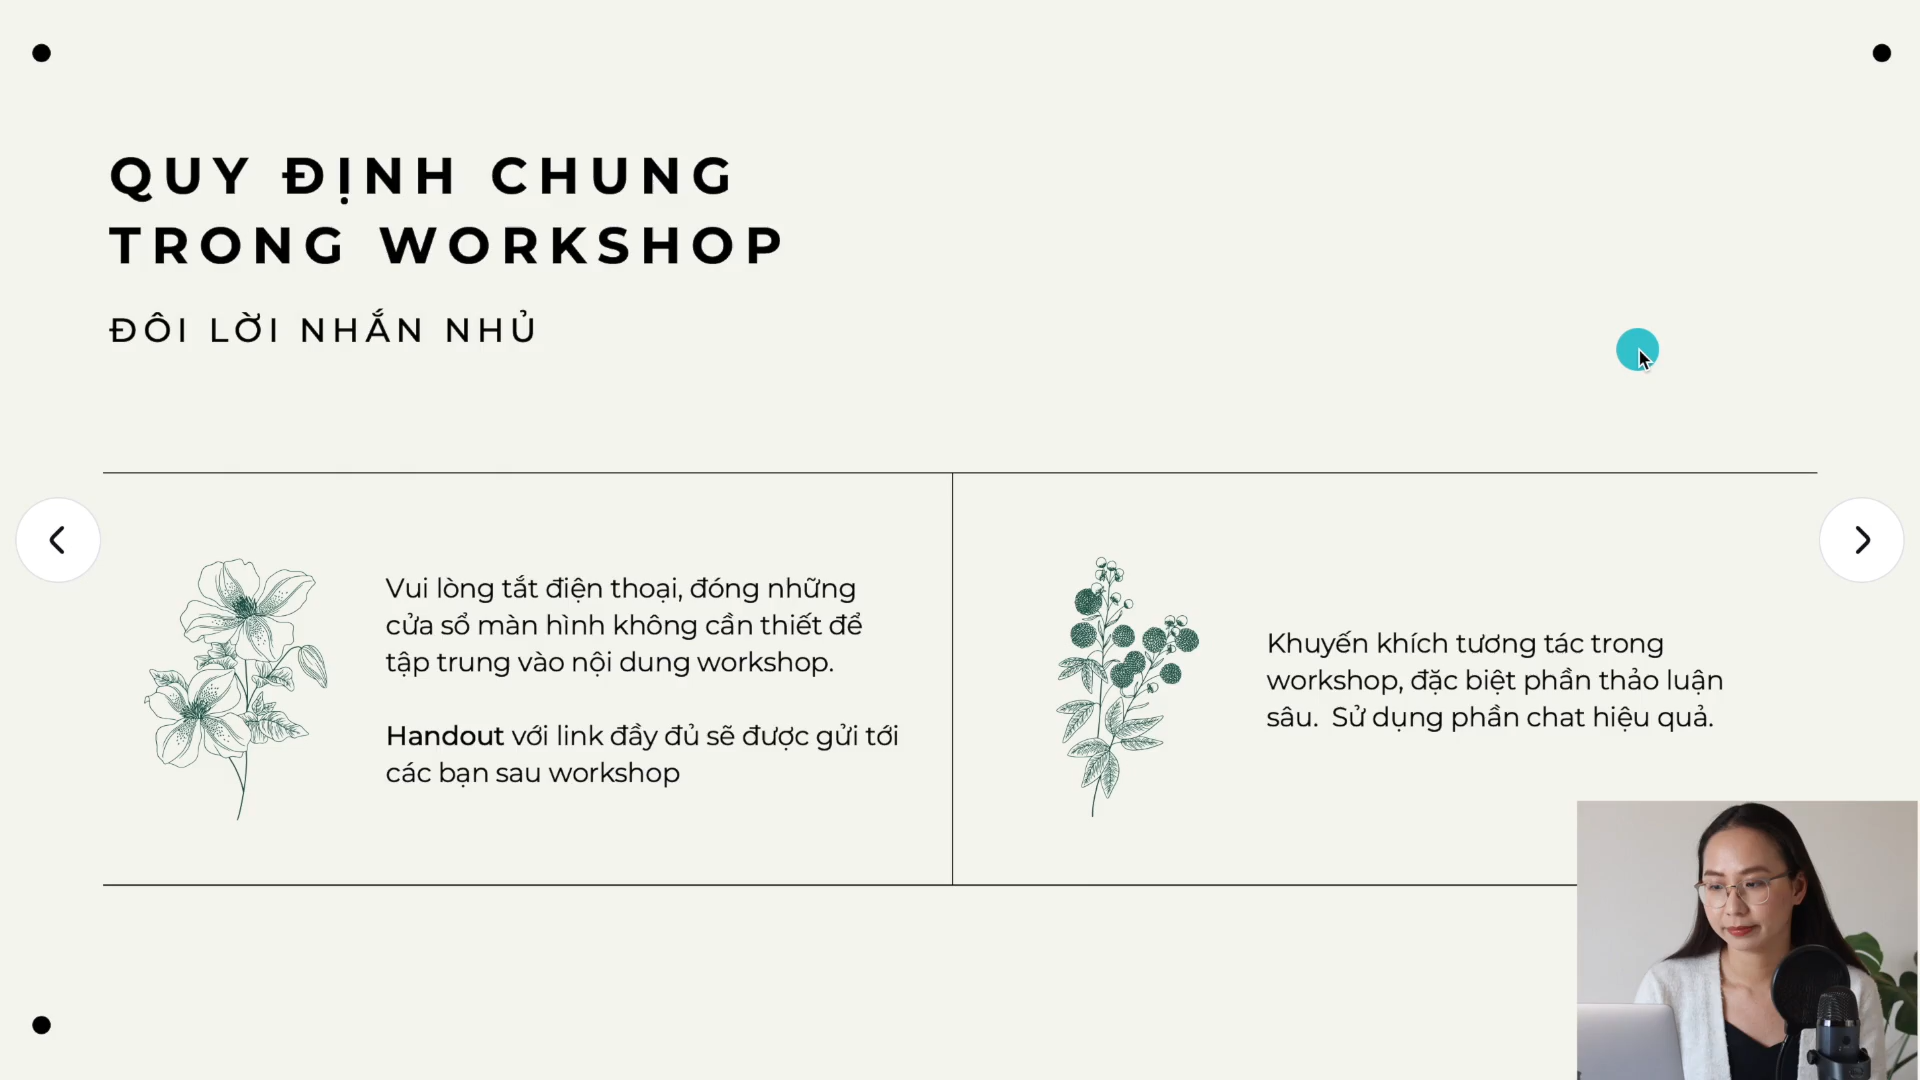 QUY ĐỊNH CHUNG
TRONG WORKSHOP
ĐÔI LỜI NHẮN NHỦ
Vui lòng tắt điện thoại, đóng những
cửa sổ màn hình không cần thiết để
tập trung vào nội dung workshop.
Handout với link đầy đủ sẽ được gửi tới
các bạn sau workshop
Khuyến khích tương tác trong
workshop, đặc biệt phần thảo luận
sâu.  Sử dụng phần chat hiệu quả.